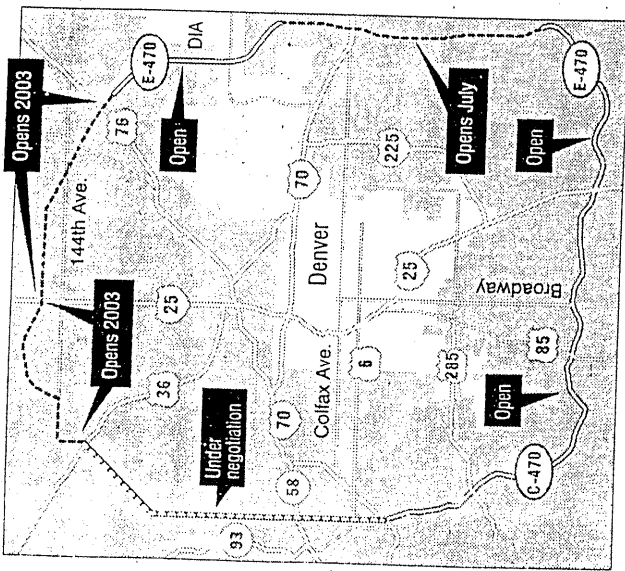 Opens 2003
E-470
DIA
76
Open
144th Ave.
Opens 2003
25
36
Under
negotiation
70
70
Denver
Colfax Ave.
58
93
6
225
Opens July
25
285
Broadway
85
Open
Open
E-470
C-470